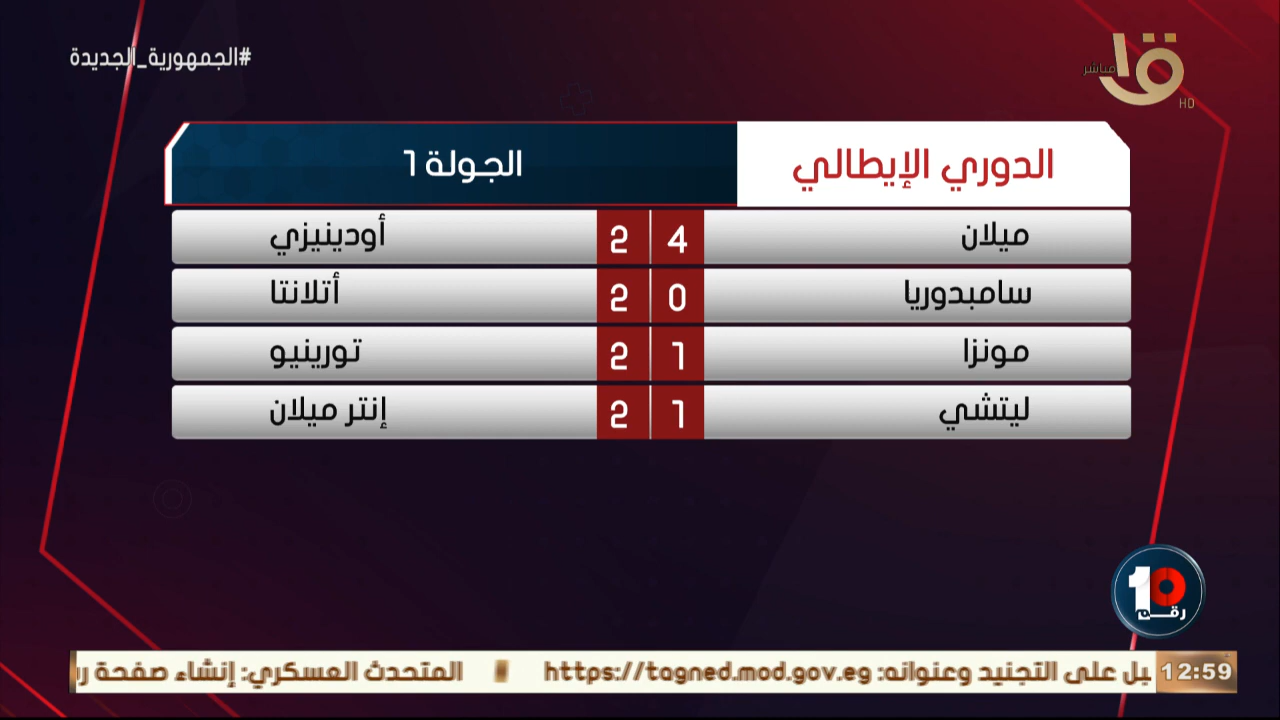 #الجمهورية_الجديدة
مباشر
HD
الدوري الإيطالي الجولة 1
ميلان 4 2 أودينيزي
سامبدوريا 0 2 أتلانتا
مونزا 1 2 تورينيو
ليتشي 1 2 إنتر ميلان
رقم 10
12:59 بل على التجنيد وعنوانه: https://tagned.mod.gov.eg المتحدث العسكري: إنشاء صفحة